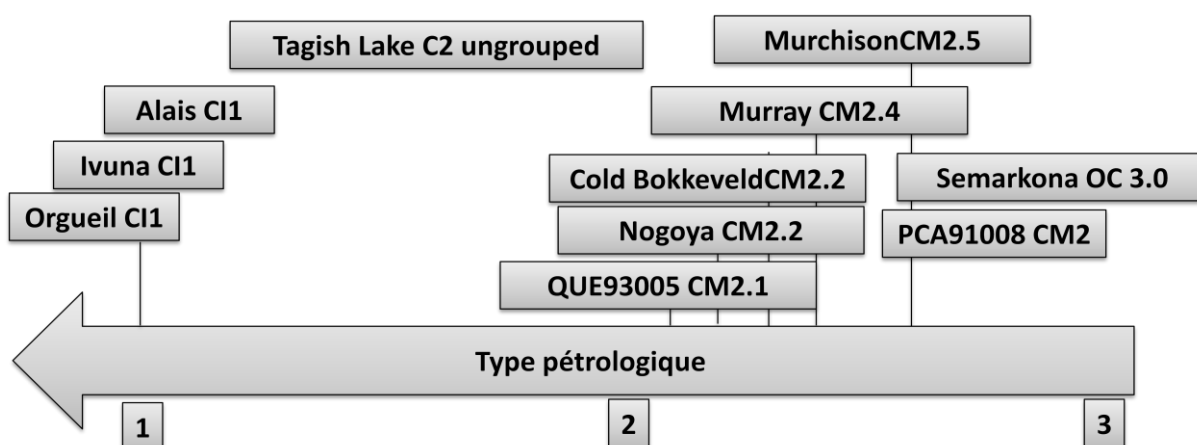 Tagish Lake C2 ungrouped
MurchisonCM2.5
Alais CI1
Murray CM2.4
Ivuna CI1
Cold BokkeveldCM2.2
Semarkona OC 3.0
Orgueil CI1
Nogoya CM2.2
PCA91008 CM2
QUE93005 CM2.1
Type pétrologique
1
2
3